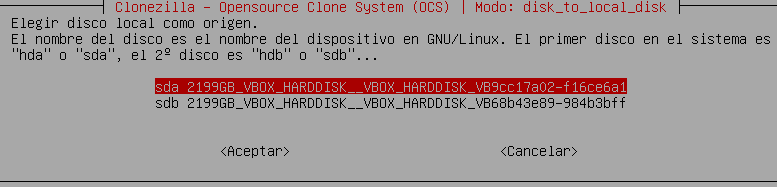 Clonezilla - Opensource Clone System (OCS) | Modo: disk_to_local_disk
Elegir disco local como origen.
El nombre del disco es el nombre del dispositivo en GNU/Linux. El primer disco en el sistema es
"hda" o "sda", el 2º disco es "hdb" o "sdb"...
sda 2199GB_VBOX_HARDDISK__VBOX_HARDDISK_VB9cc17a02-f16ce6a1
sdb 2199GB_VBOX_HARDDISK__VBOX_HARDDISK_VB68b43e89-984b3bff
<Aceptar> <Cancelar>